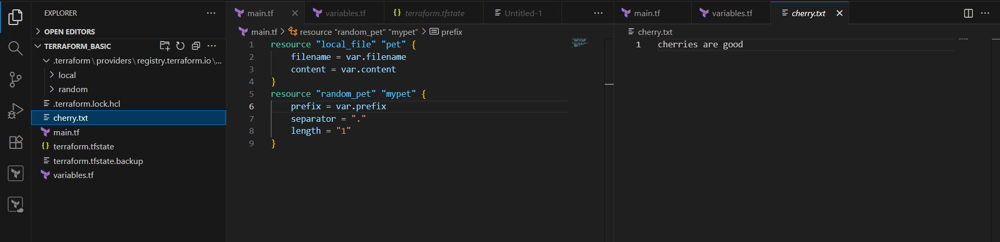 EXPLORER
OPEN EDITORS
TERRAFORM_BASIC
.terraform\providers\registry.terraform.io\...
local
random
.terraform.lock.hcl
cherry.txt
main.tf
{} terraform.tfstate
terraform.tfstate.backup
variables.tf
main.tf
variables.tf
{} terraform.tfstate
Untitled-1
main.tf > resource "random_pet" "mypet" > prefix
1 resource "local_file" "pet" {
2 filename = var.filename
3 content = var.content
4 }
5 resource "random_pet" "mypet" {
6 prefix = var.prefix
7 separator = "."
8 length = "1"
9 }
main.tf
variables.tf
cherry.txt
cherry.txt
1 cherries are good